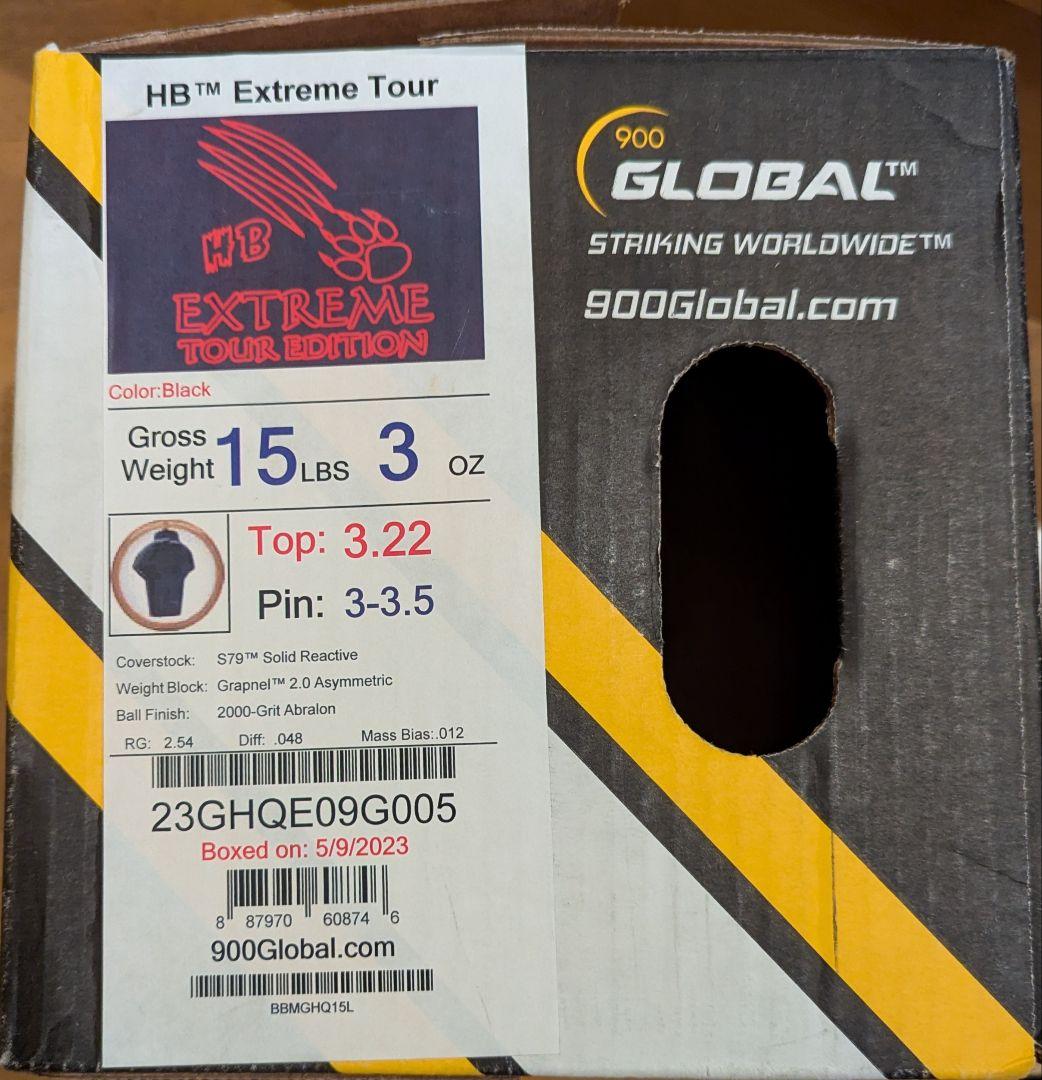 HB™ Extreme Tour
HB
EXTREME
TOUR EDITION
Color:Black
Gross Weight 15 LBS 3 OZ
Top: 3.22
Pin: 3-3.5
Coverstock: S79™ Solid Reactive
Weight Block: Grapnel™ 2.0 Asymmetric
Ball Finish: 2000-Grit Abralon
RG: 2.54 Diff: .048 Mass Bias:.012
23GHQE09G005
Boxed on: 5/9/2023
8 87970 60874 6
900Global.com
BBMGHQ15L
900
GLOBAL™
STRIKING WORLDWIDE™
900Global.com